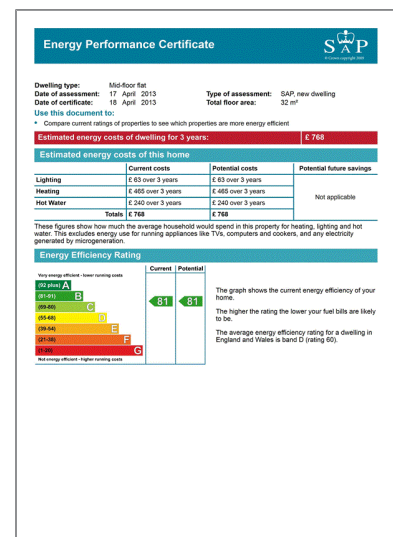 Energy Performance Certificate
SAP
© Crown copyright 2009
Dwelling type: Mid-floor flat
Date of assessment: 17 April 2013 Type of assessment: SAP, new dwelling
Date of certificate: 18 April 2013 Total floor area: 32 m²
Use this document to:
• Compare current ratings of properties to see which properties are more energy efficient
Estimated energy costs of dwelling for 3 years: £ 768
Estimated energy costs of this home
Current costs Potential costs Potential future savings
Lighting £ 63 over 3 years £ 63 over 3 years
Heating £ 465 over 3 years £ 465 over 3 years
Not applicable
Hot Water £ 240 over 3 years £ 240 over 3 years
Totals £ 768 £ 768
These figures show how much the average household would spend in this property for heating, lighting and hot
water. This excludes energy use for running appliances like TVs, computers and cookers, and any electricity
generated by microgeneration.
Energy Efficiency Rating
Current Potential
Very energy efficient - lower running costs
(92 plus) A
(81-91) B
(69-80) C
(55-68) D
(39-54) E
(21-38) F
(1-20) G
Not energy efficient - higher running costs
81 81
The graph shows the current energy efficiency of your
home.
The higher the rating the lower your fuel bills are likely
to be.
The average energy efficiency rating for a dwelling in
England and Wales is band D (rating 60).